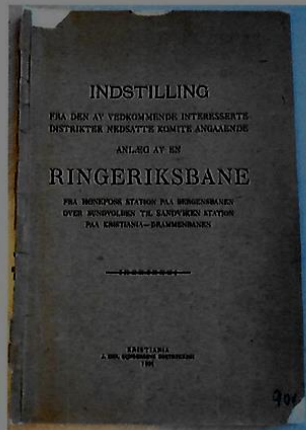 INDSTILLING
FRA DEN AV VEDKOMMENDE INTERESSERTE
DISTRIKTER NEDSATTE KOMITE ANGAAENDE
ANLÆG AV EN
RINGERIKSBANE
FRA HØNEFOSS STATION PAA BERGENSBANEN
OVER SUNDVOLDEN TIL SANDVIKEN STATION
PAA KRISTIANIA—DRAMMENBANEN
KRISTIANIA